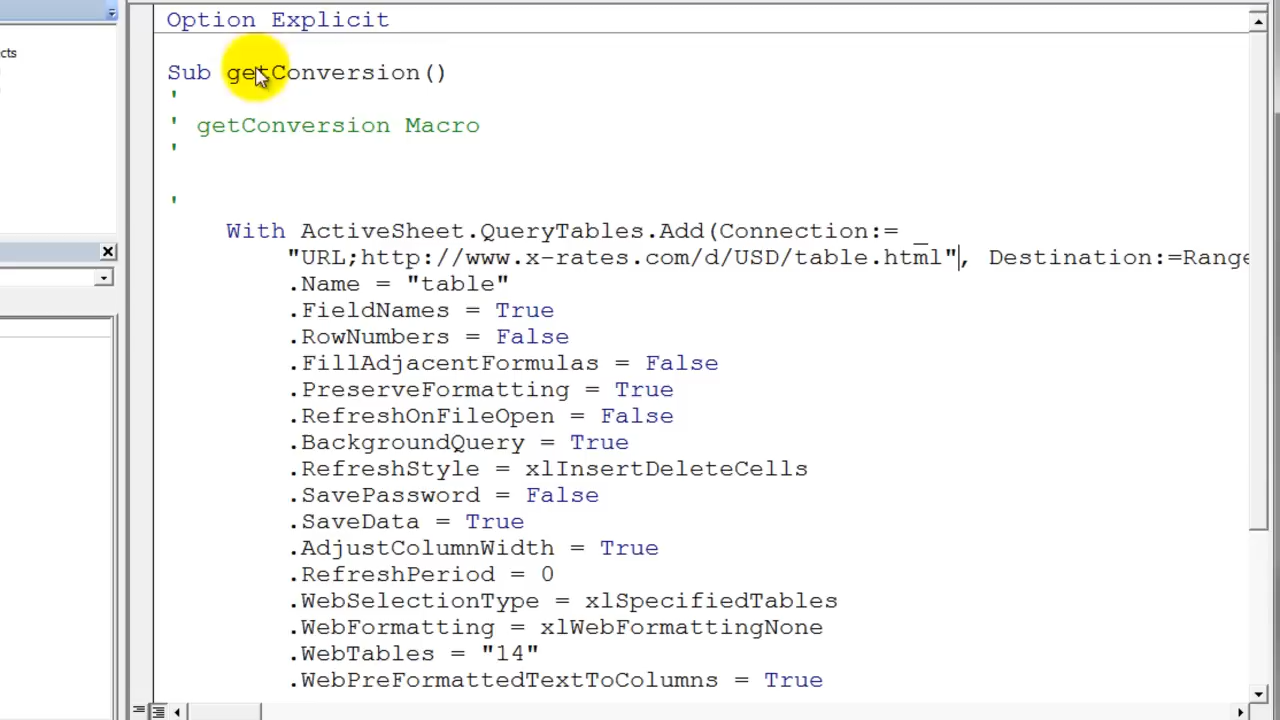 Option Explicit
cts
Sub getConversion()
'
' getConversion Macro
'
'
With ActiveSheet.QueryTables.Add(Connection:= _
"URL;http://www.x-rates.com/d/USD/table.html", Destination:=Range
.Name = "table"
.FieldNames = True
.RowNumbers = False
.FillAdjacentFormulas = False
.PreserveFormatting = True
.RefreshOnFileOpen = False
.BackgroundQuery = True
.RefreshStyle = xlInsertDeleteCells
.SavePassword = False
.SaveData = True
.AdjustColumnWidth = True
.RefreshPeriod = 0
.WebSelectionType = xlSpecifiedTables
.WebFormatting = xlWebFormattingNone
.WebTables = "14"
.WebPreFormattedTextToColumns = True